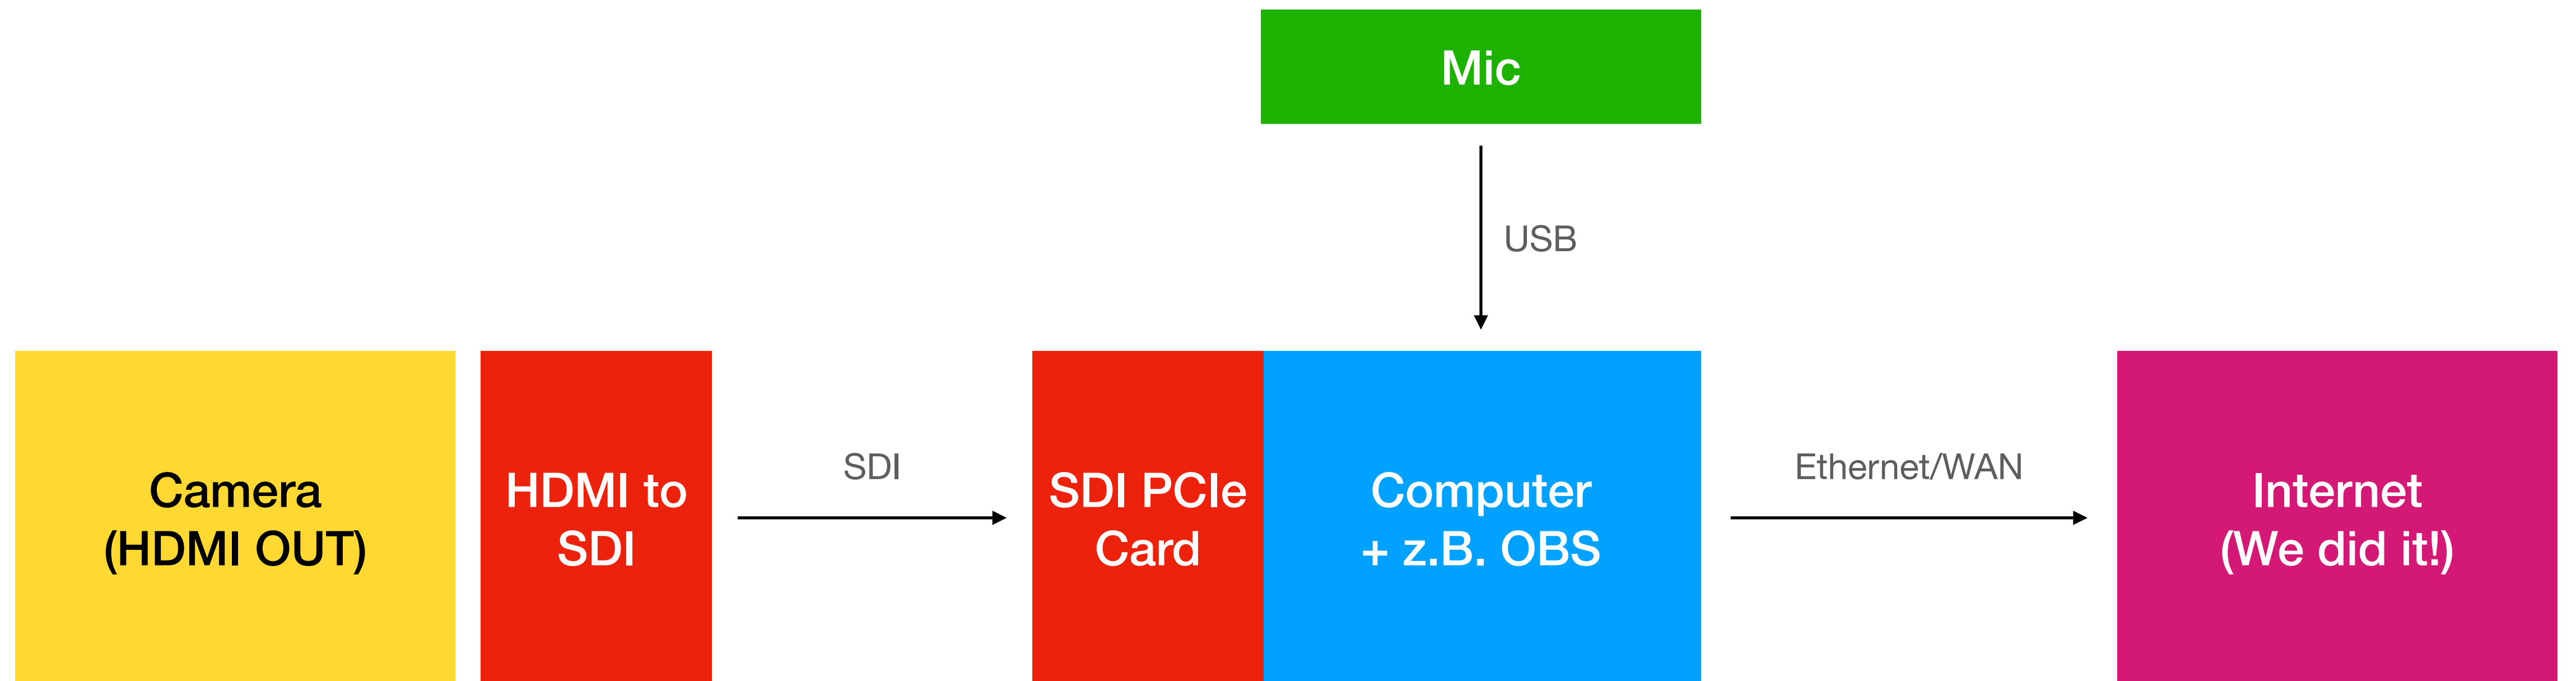 Mic
USB
Camera
(HDMI OUT)
HDMI to
SDI
SDI
SDI PCIe
Card
Computer
+ z.B. OBS
Ethernet/WAN
Internet
(We did it!)